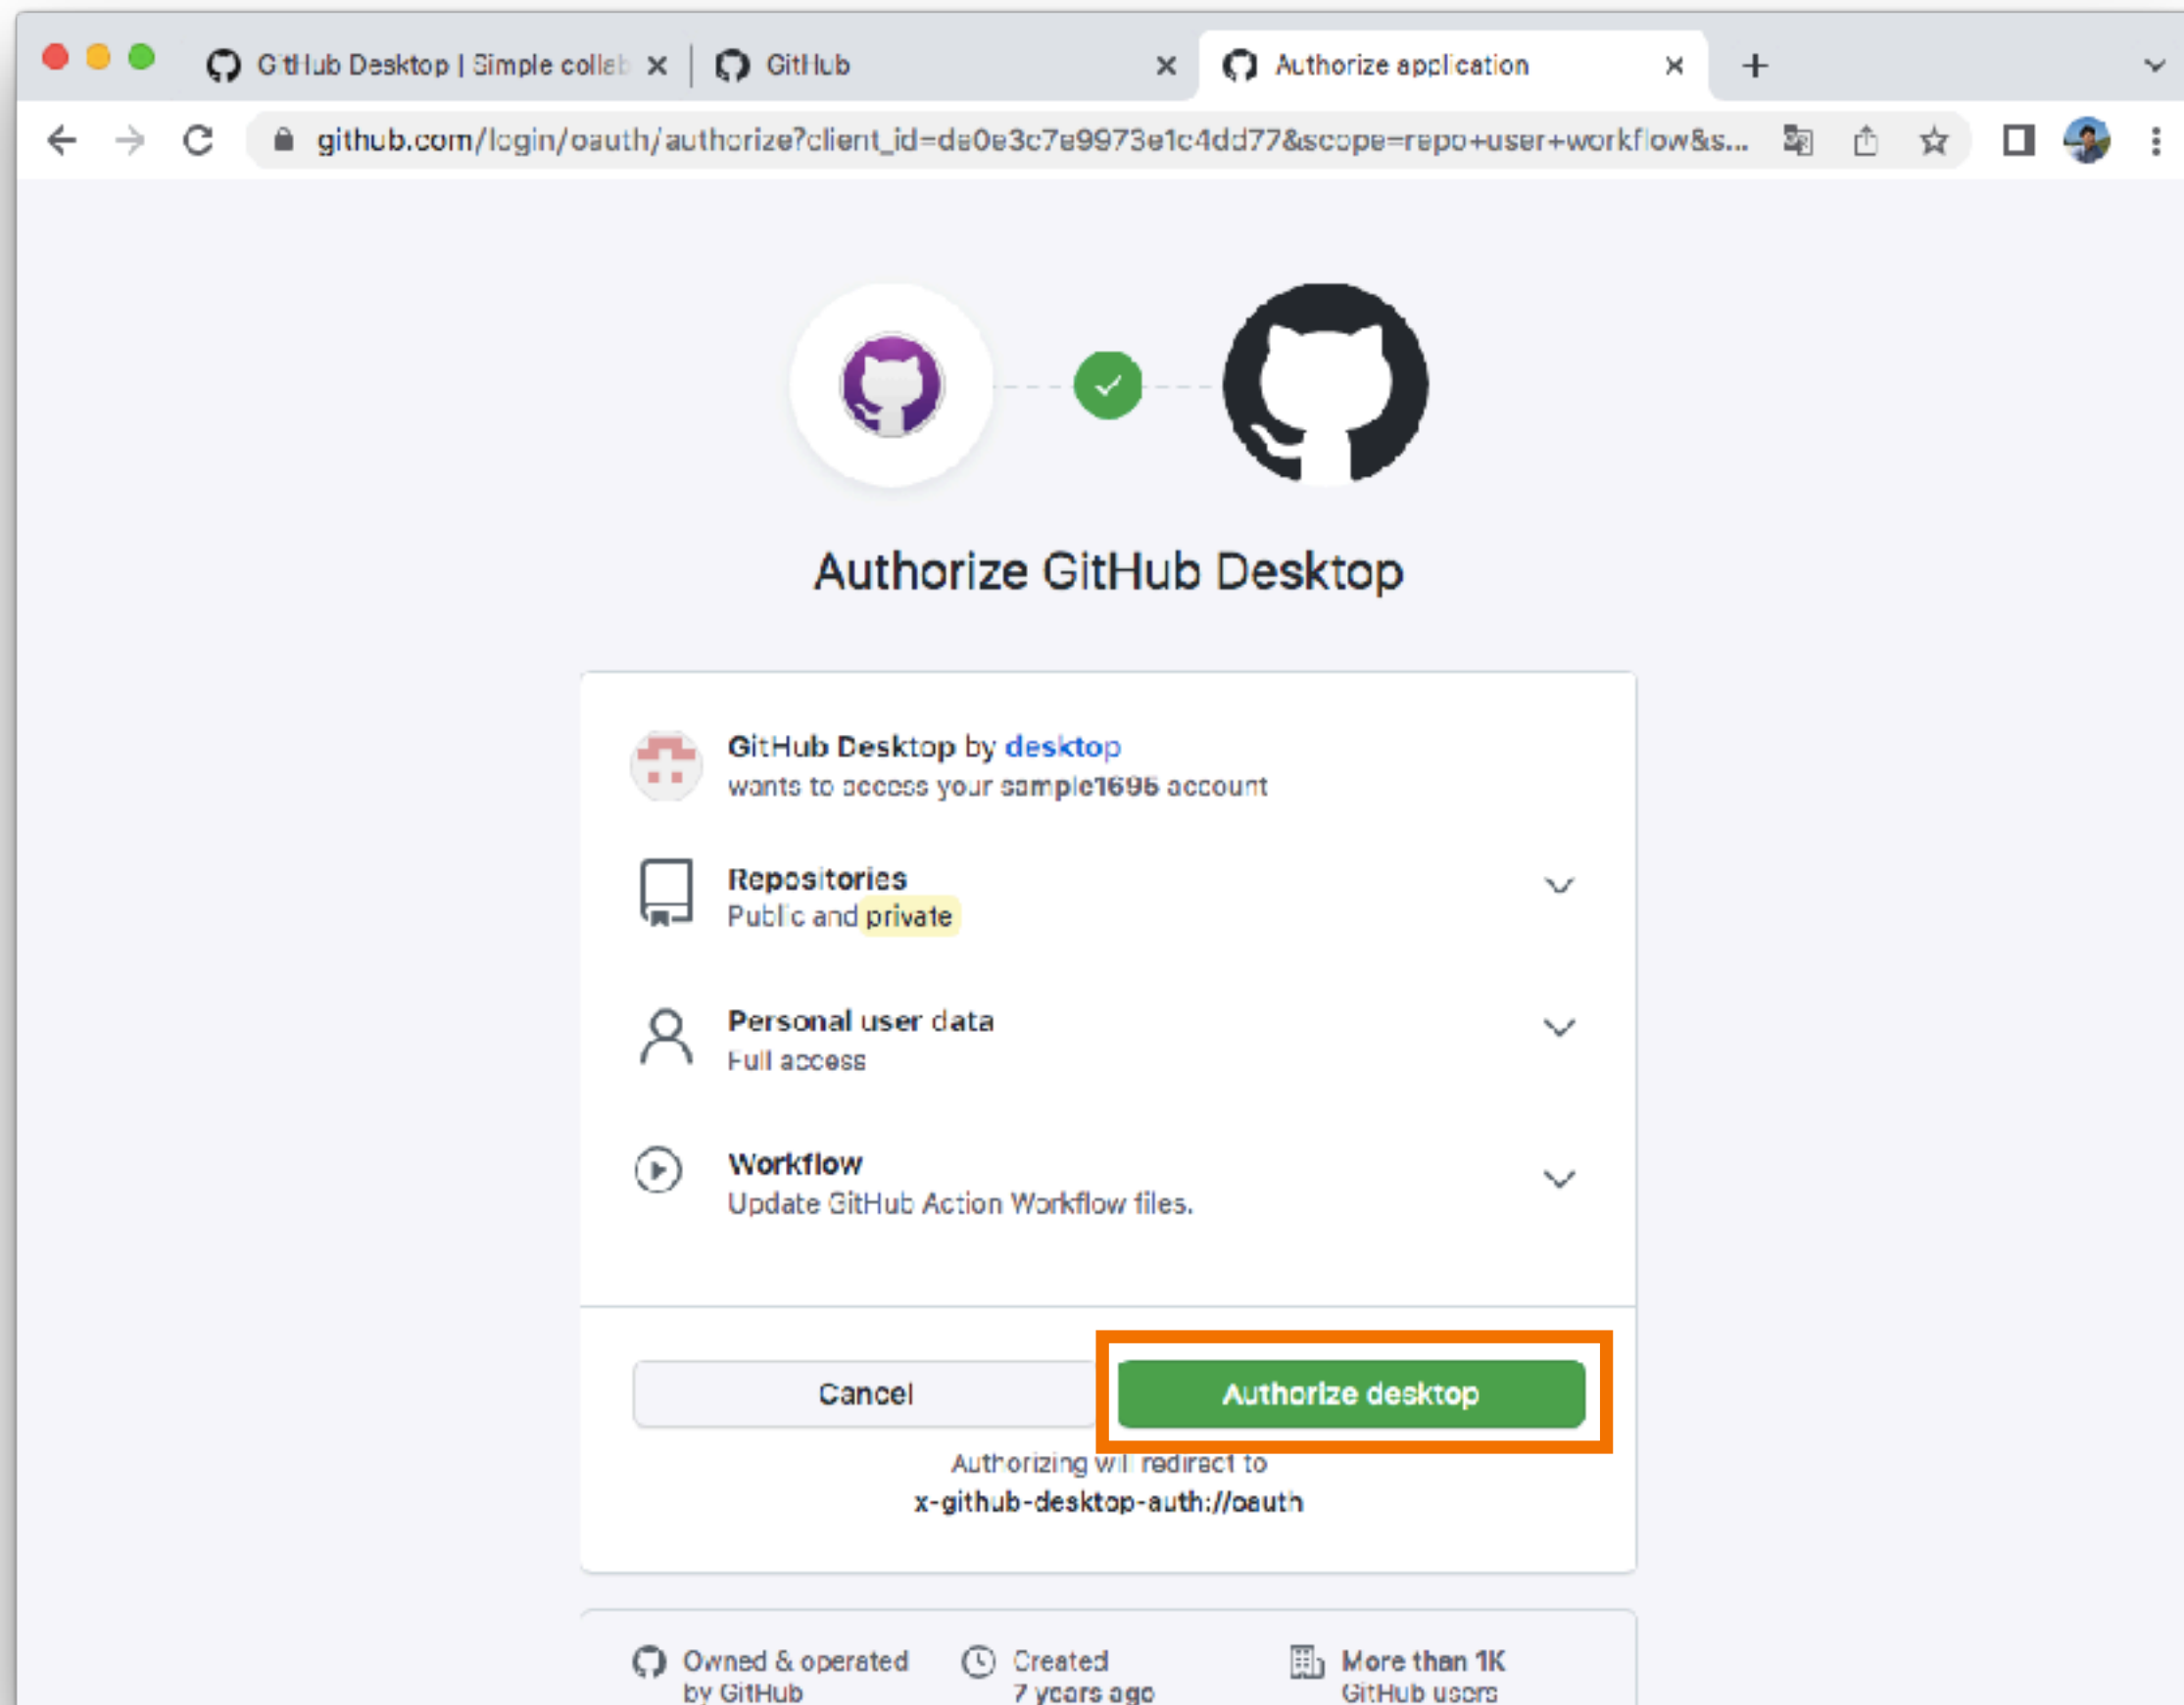 GitHub Desktop | Simple collab
GitHub
Authorize application
github.com/login/oauth/authorize?client_id=de0e3c7e9973e1c4dd77&scope=repo+user+workflow&s...
Authorize GitHub Desktop
GitHub Desktop by desktop
wants to access your sample1695 account
Repositories
Public and private
Personal user data
Full access
Workflow
Update GitHub Action Workflow files.
Cancel
Authorize desktop
Authorizing will redirect to
x-github-desktop-auth://oauth
Owned & operated
by GitHub
Created
7 years ago
More than 1K
GitHub users